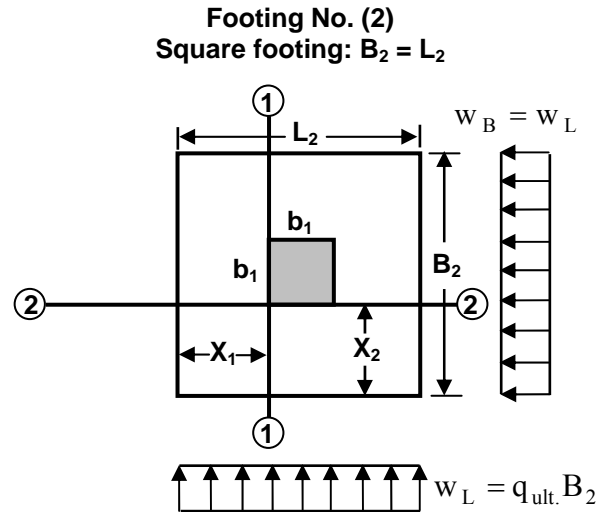 Footing No. (2)
Square footing: B₂ = L₂
1
L₂
w_B = w_L
b₁
b₁
B₂
2
2
X₁
X₂
1
w_L = q_ult. B₂